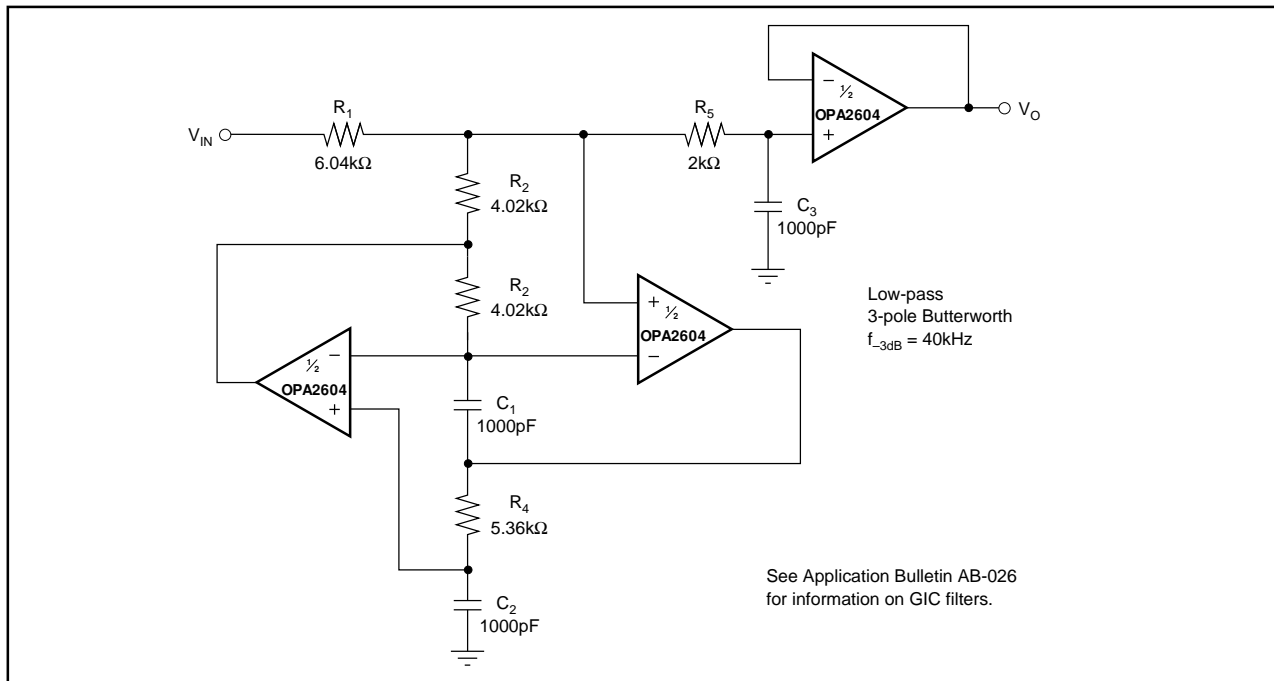 ½
OPA2604
−
+
V_O
R₁
6.04kΩ
V_IN
R₅
2kΩ
R₂
4.02kΩ
C₃
1000pF
R₂
4.02kΩ
+
½
OPA2604
−
Low-pass
3-pole Butterworth
f₋₃dB = 40kHz
−
½
OPA2604
+
C₁
1000pF
R₄
5.36kΩ
C₂
1000pF
See Application Bulletin AB-026
for information on GIC filters.